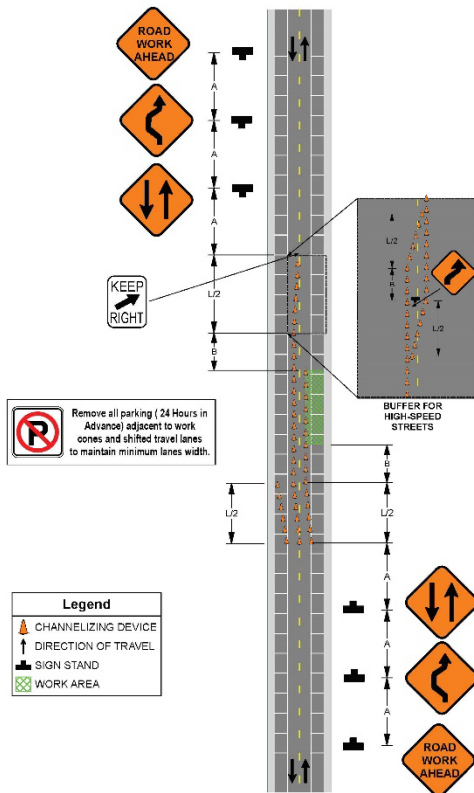 ROAD
WORK
AHEAD
A
A
A
L/2
B
KEEP
RIGHT
L/2
B
L/2
BUFFER FOR
HIGH-SPEED
STREETS
P
Remove all parking ( 24 Hours in
Advance) adjacent to work
cones and shifted travel lanes
to maintain minimum lanes width.
B
L/2
L/2
A
A
A
Legend
CHANNELIZING DEVICE
DIRECTION OF TRAVEL
SIGN STAND
WORK AREA
ROAD
WORK
AHEAD